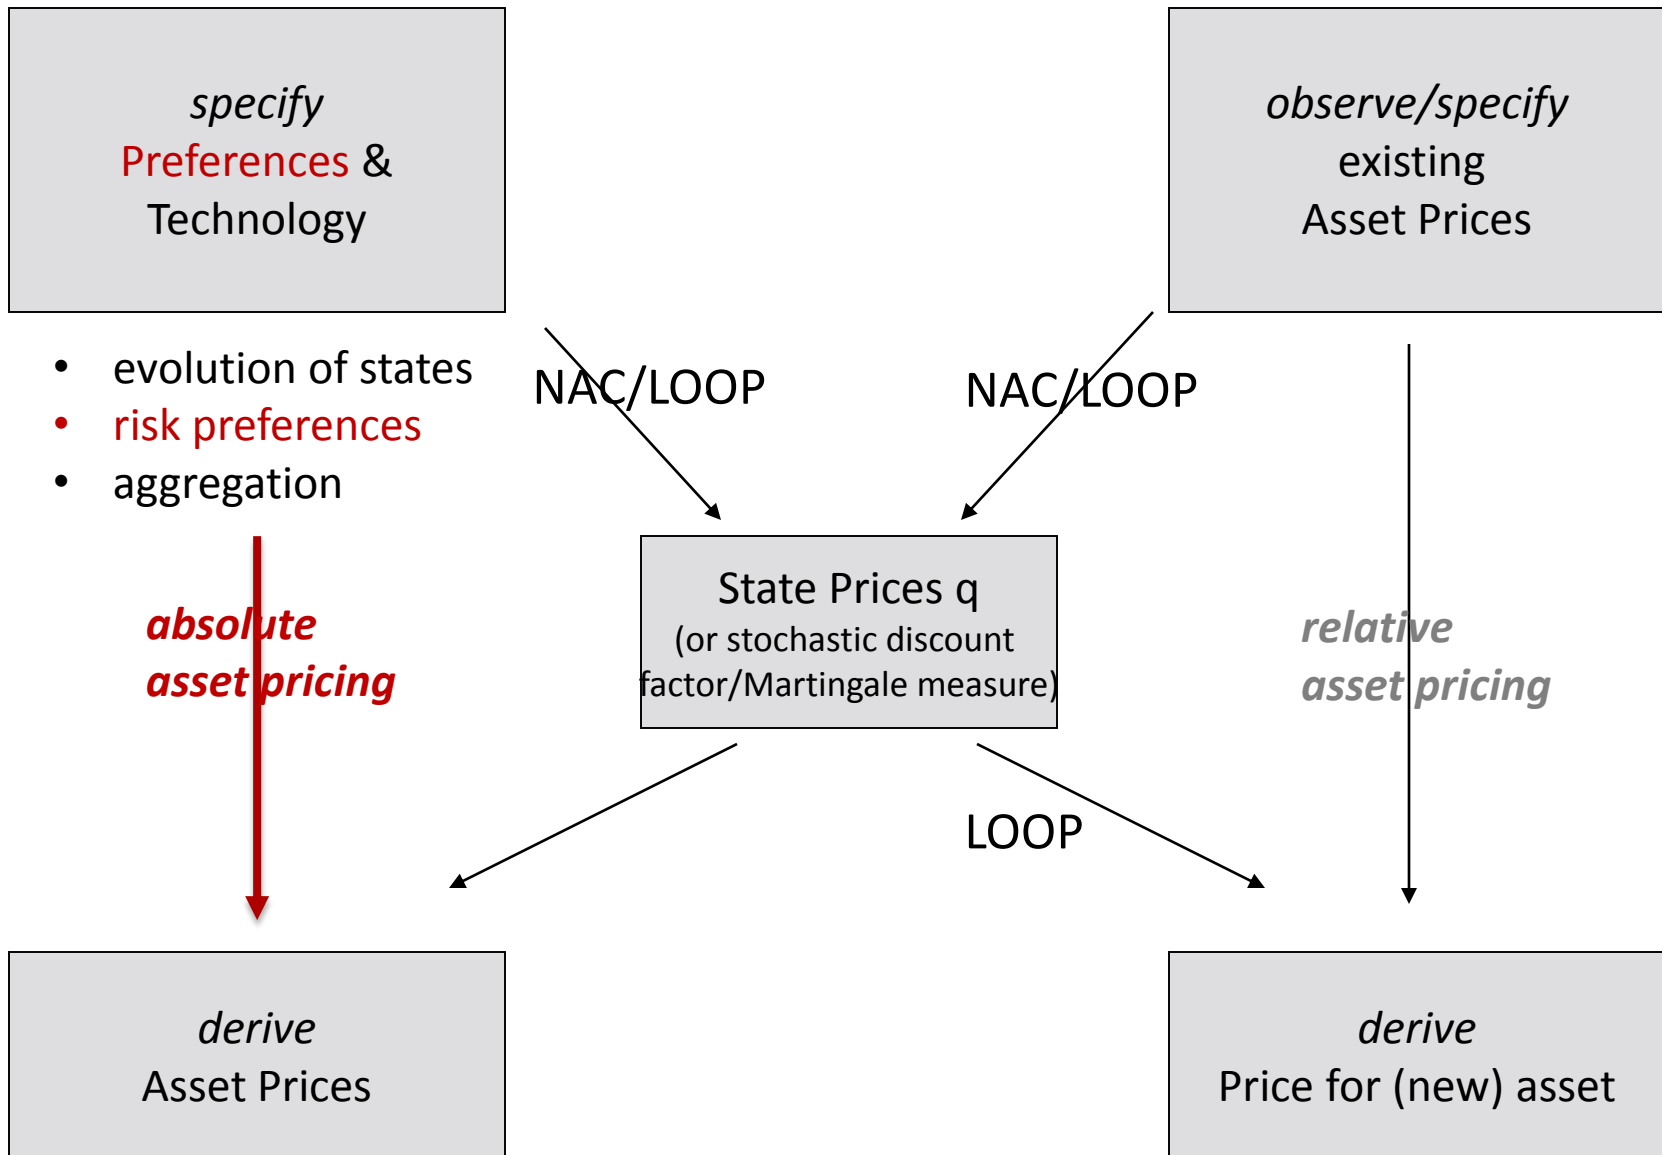 specify
Preferences &
Technology
observe/specify
existing
Asset Prices
• evolution of states
• risk preferences
• aggregation
NAC/LOOP
NAC/LOOP
State Prices q
(or stochastic discount
factor/Martingale measure)
absolute
asset pricing
relative
asset pricing
LOOP
derive
Asset Prices
derive
Price for (new) asset